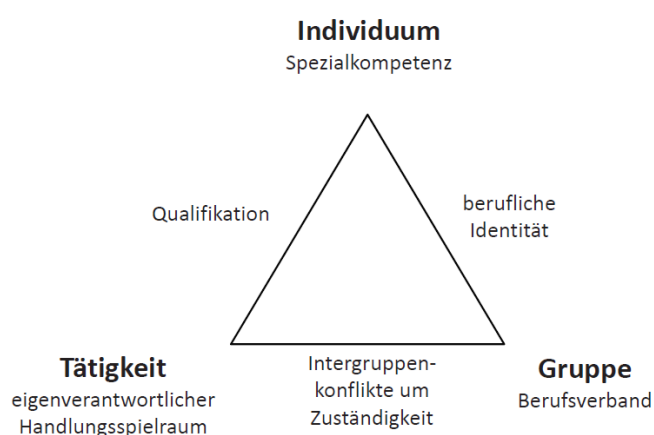 Individuum
Spezialkompetenz
Qualifikation
berufliche
Identität
Tätigkeit
eigenverantwortlicher
Handlungsspielraum
Intergruppen-
konflikte um
Zuständigkeit
Gruppe
Berufsverband